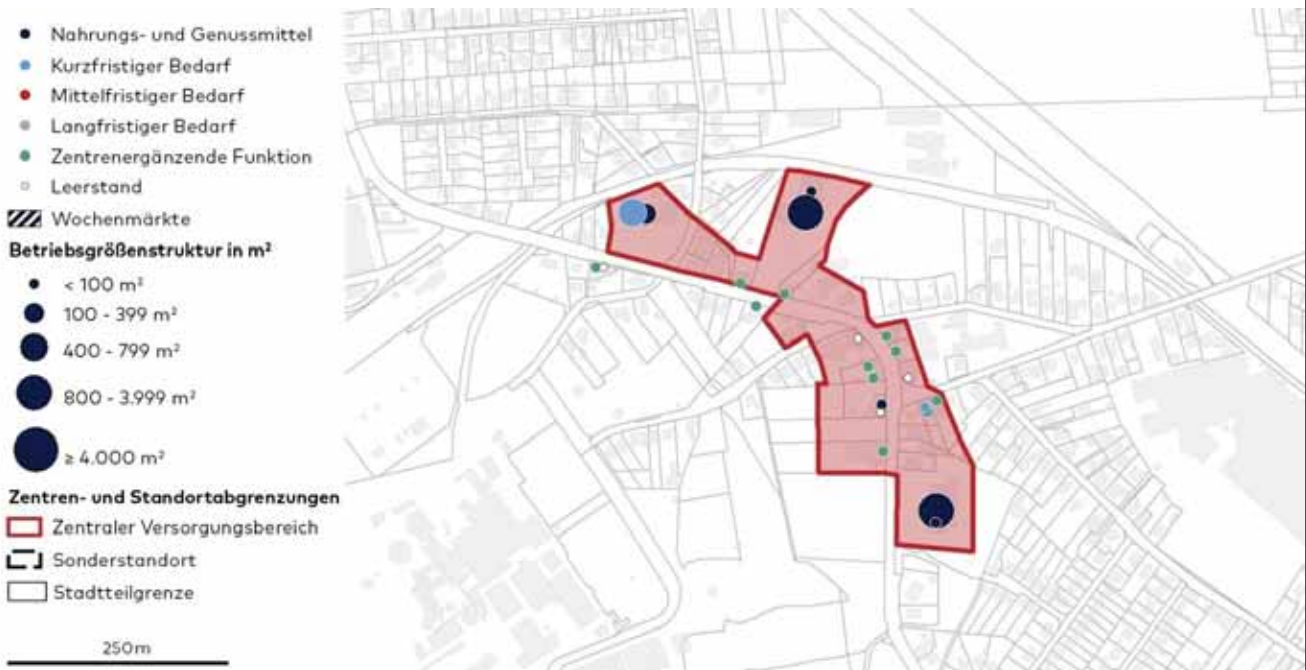 Nahrungs- und Genussmittel
Kurzfristiger Bedarf
Mittelfristiger Bedarf
Langfristiger Bedarf
Zentrenergänzende Funktion
Leerstand
Wochenmärkte
Betriebsgrößenstruktur in m²
< 100 m²
100 - 399 m²
400 - 799 m²
800 - 3.999 m²
≥ 4.000 m²
Zentren- und Standortabgrenzungen
Zentraler Versorgungsbereich
Sonderstandort
Stadtteilgrenze
250m